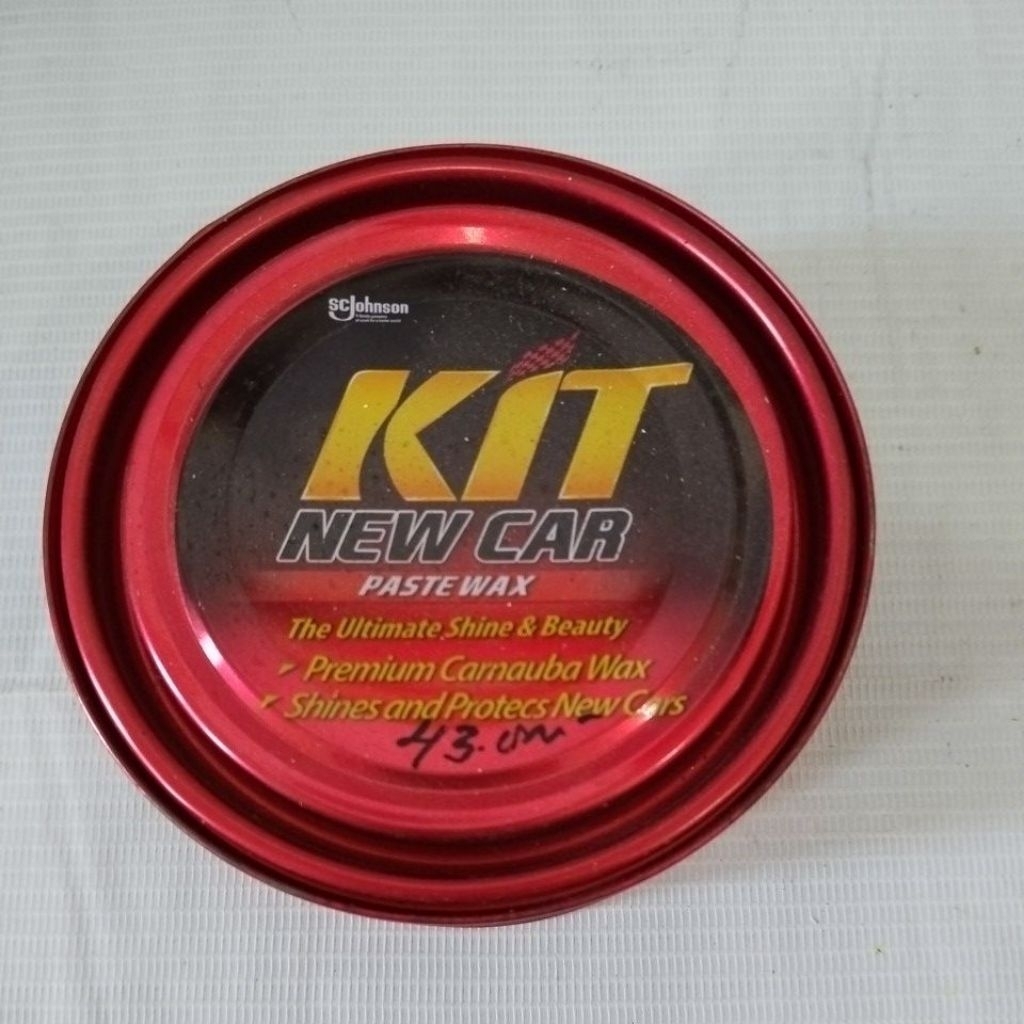 SCJohnson
KIT
NEW CAR
PASTE WAX
The Ultimate Shine & Beauty
Premium Carnauba Wax
Shines and Protecs New Cars
43.000